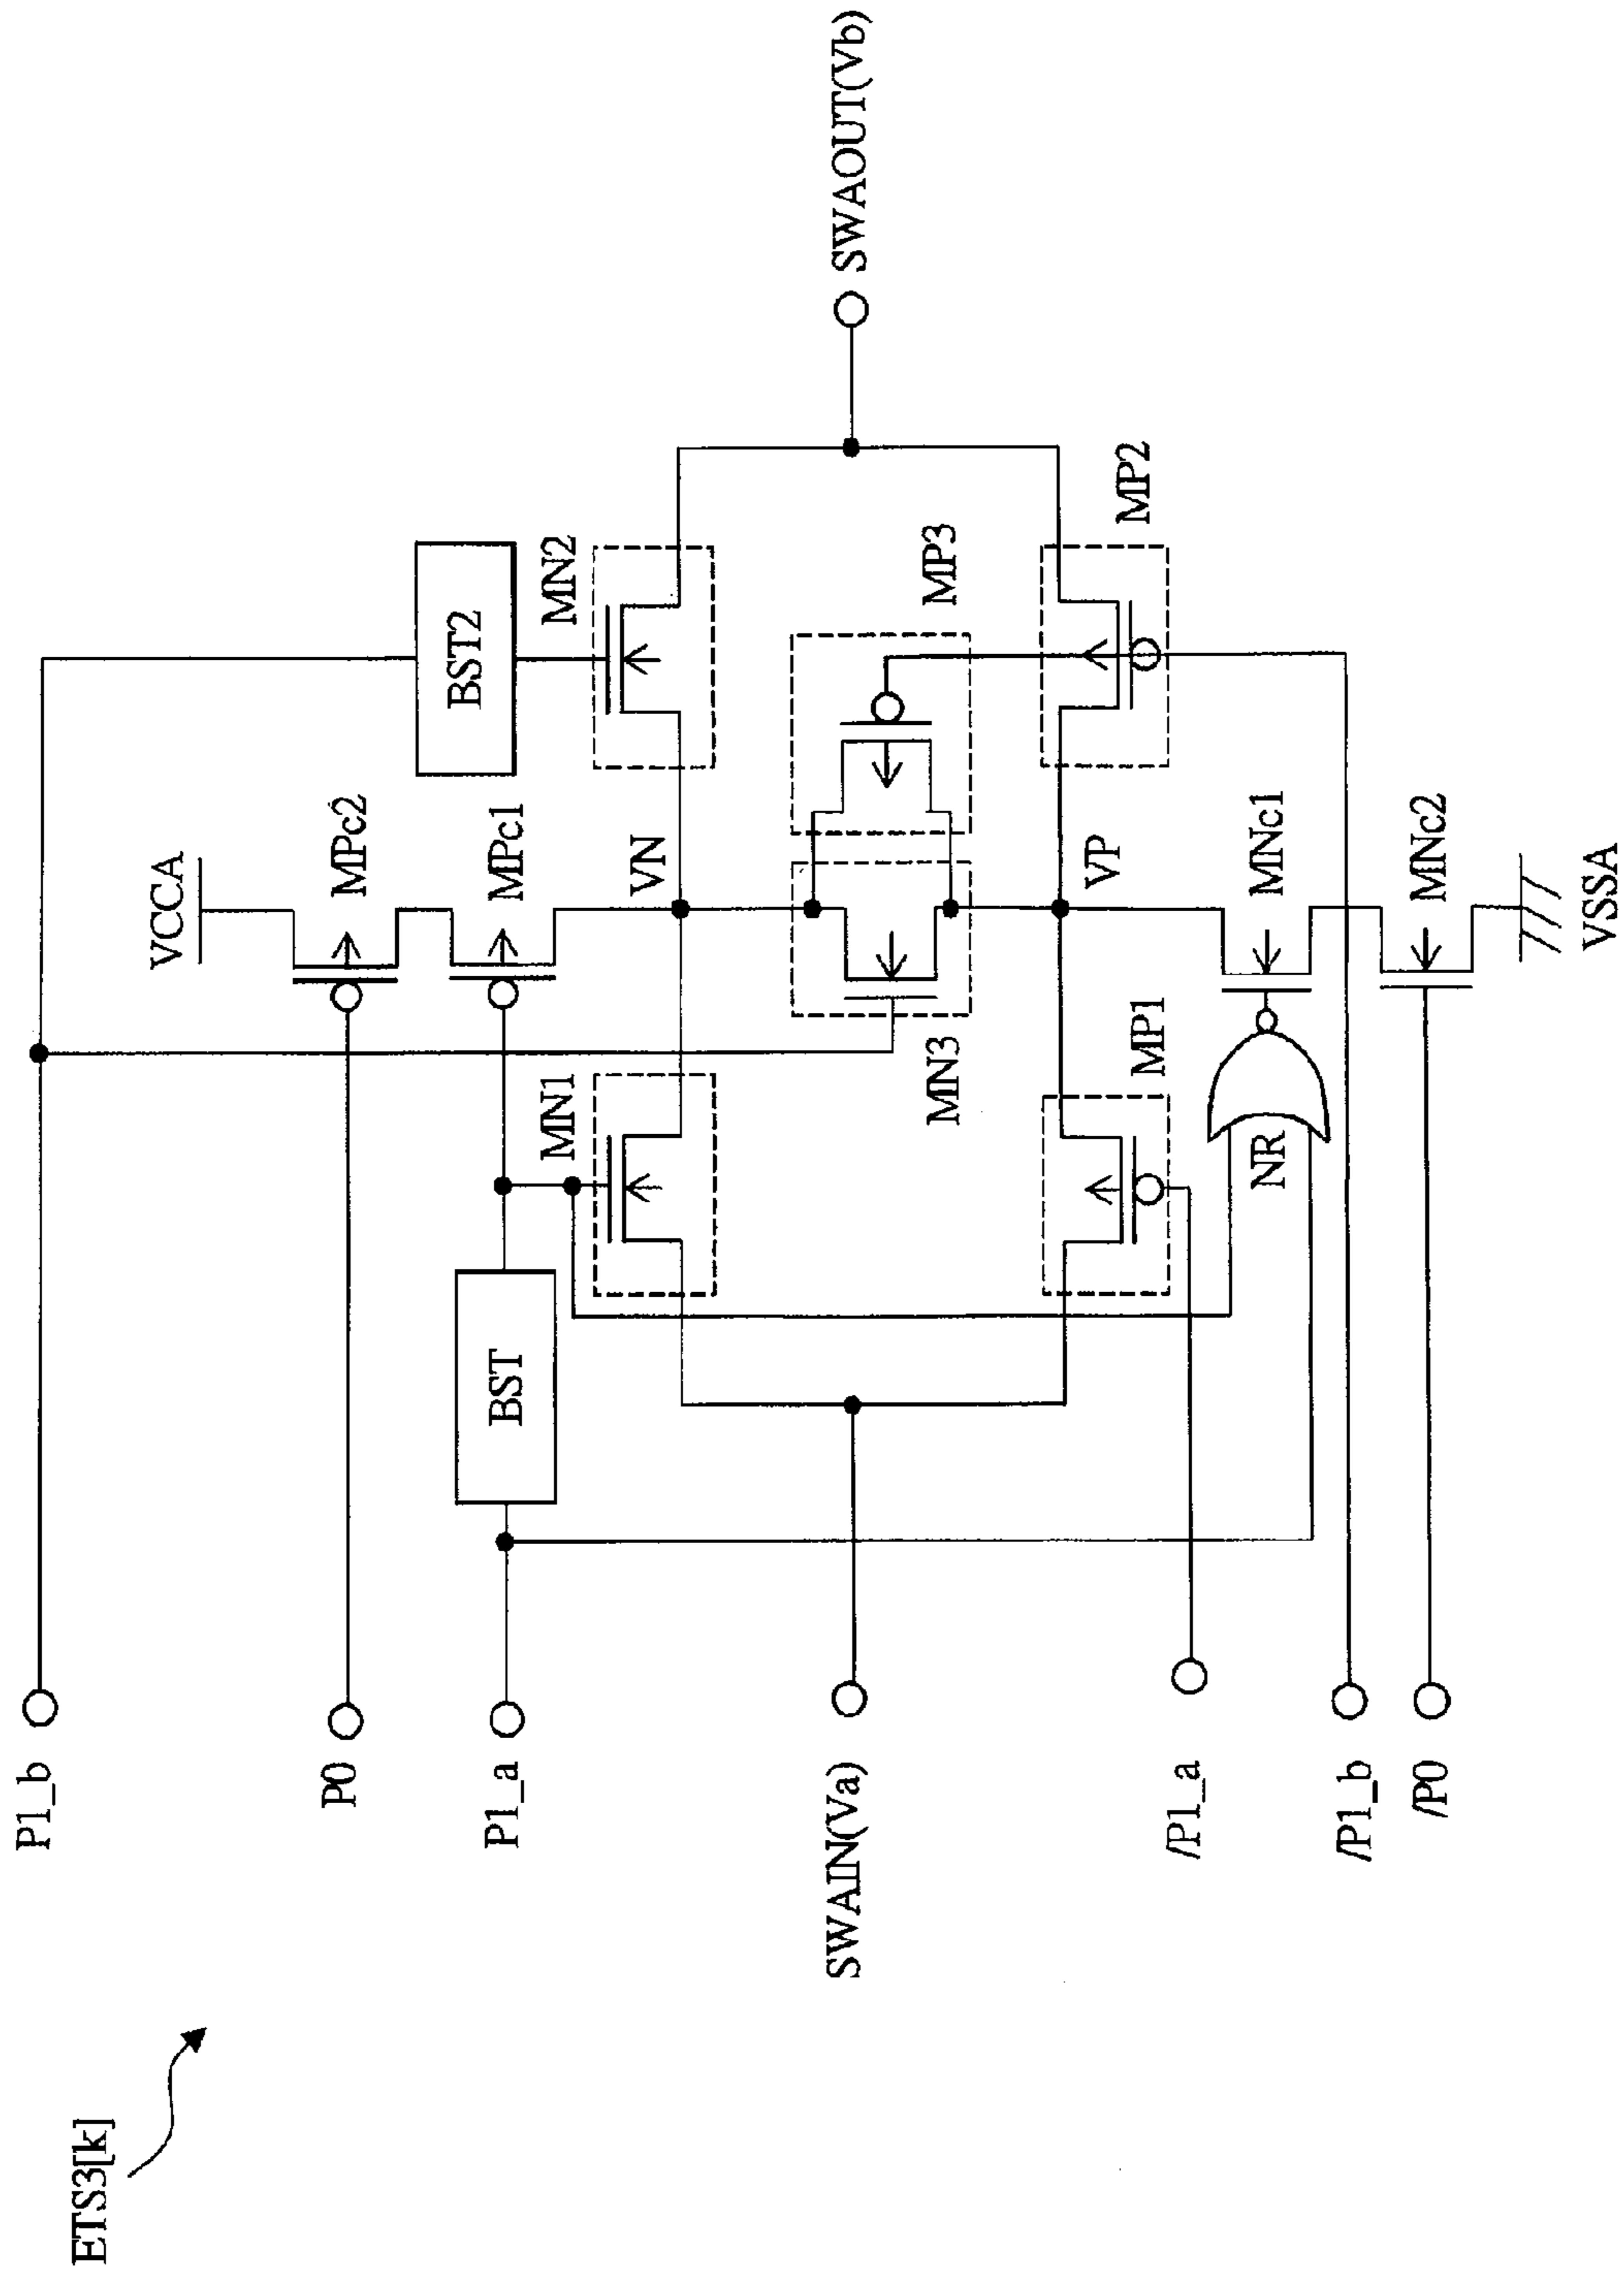 ETS3[k]
P1_b
P0
P1_a
SWAIN(Va)
/P1_a
/P1_b
/P0
BST
MN1
MN3
MP1
NR
VCCA
MPc2
MPc1
VN
VP
MNc1
MNc2
VSSA
BST2
MN2
MP3
MP2
SWAOUT(Vb)